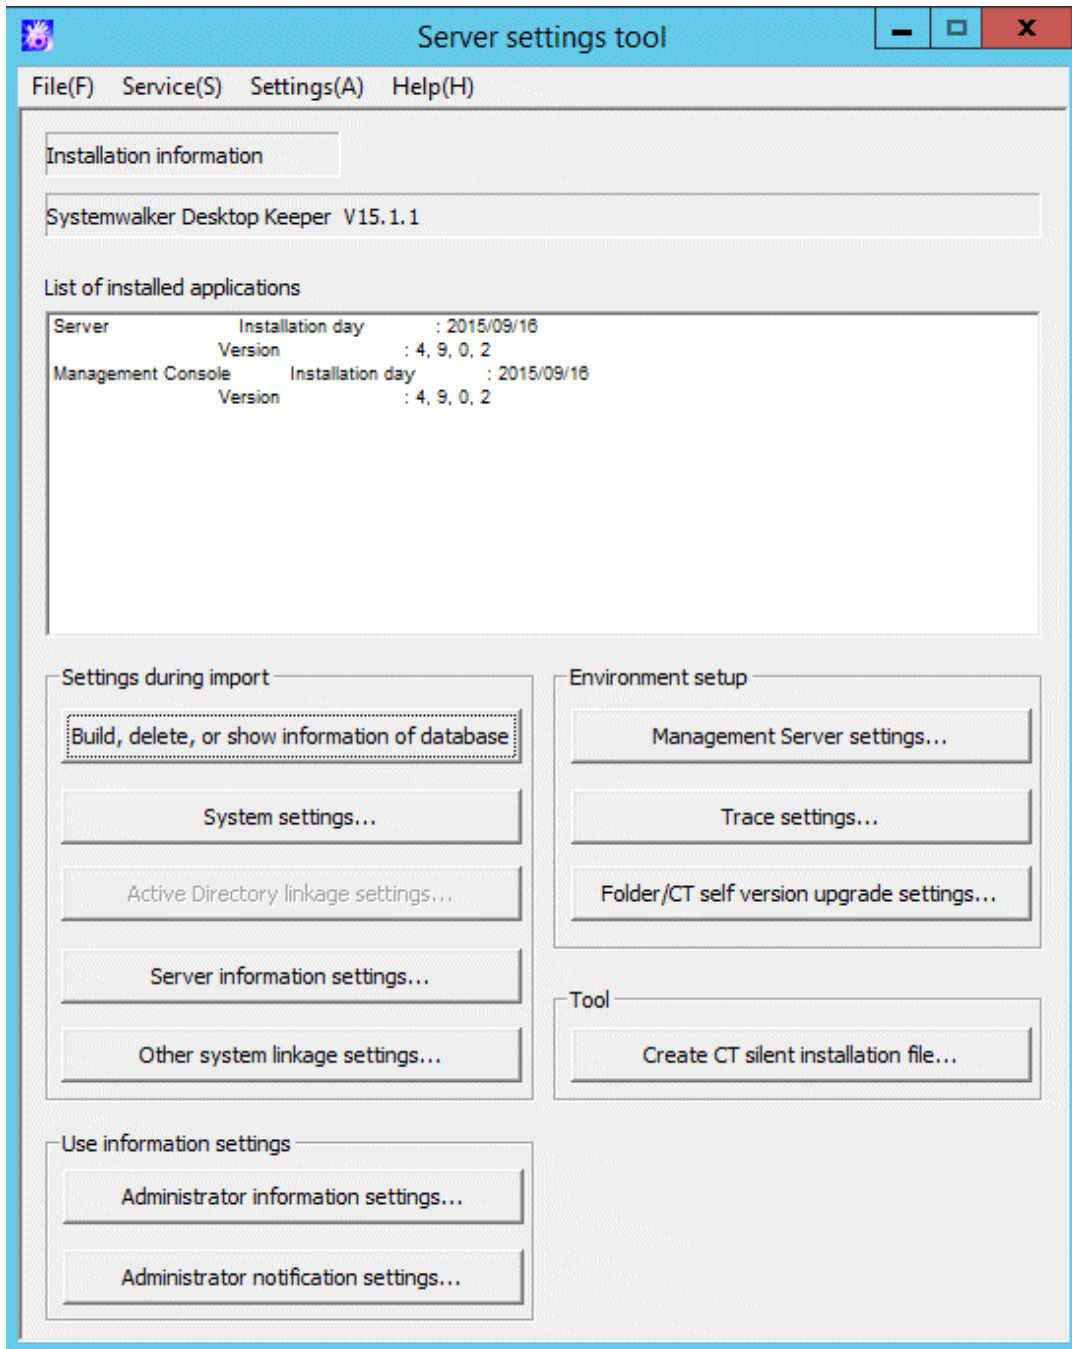 Server settings tool
File(F) Service(S) Settings(A) Help(H)
Installation information
Systemwalker Desktop Keeper V15.1.1
List of installed applications
Server Installation day : 2015/09/16
Version : 4, 9, 0, 2
Management Console Installation day : 2015/09/16
Version : 4, 9, 0, 2
Settings during import
Build, delete, or show information of database
System settings...
Active Directory linkage settings...
Server information settings...
Other system linkage settings...
Environment setup
Management Server settings...
Trace settings...
Folder/CT self version upgrade settings...
Tool
Create CT silent installation file...
Use information settings
Administrator information settings...
Administrator notification settings...